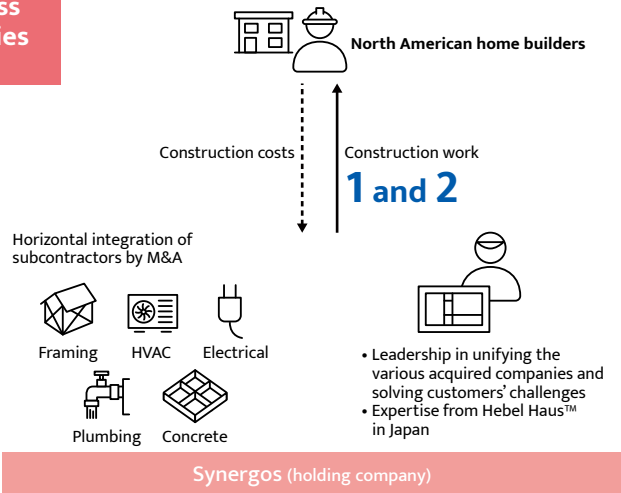 ss
ies
North American home builders
Construction costs
Construction work
1 and 2
Horizontal integration of
subcontractors by M&A
Framing
HVAC
Electrical
Plumbing
Concrete
• Leadership in unifying the
various acquired companies and
solving customers’ challenges
• Expertise from Hebel Haus™
in Japan
Synergos (holding company)